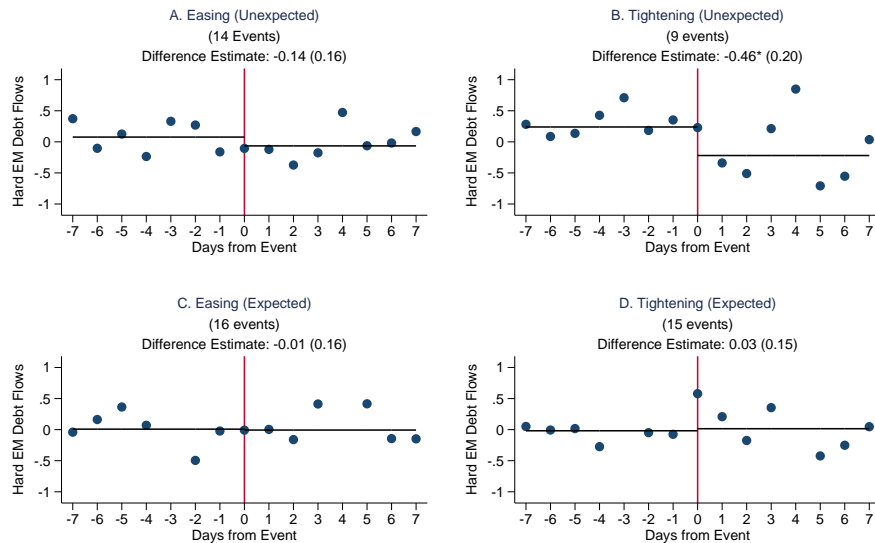 A. Easing (Unexpected)
(14 Events)
Difference Estimate: -0.14 (0.16)
Hard EM Debt Flows
1
.5
0
-.5
-1
-7 -6 -5 -4 -3 -2 -1 0 1 2 3 4 5 6 7
Days from Event
B. Tightening (Unexpected)
(9 events)
Difference Estimate: -0.46* (0.20)
Hard EM Debt Flows
1
.5
0
-.5
-1
-7 -6 -5 -4 -3 -2 -1 0 1 2 3 4 5 6 7
Days from Event
C. Easing (Expected)
(16 events)
Difference Estimate: -0.01 (0.16)
Hard EM Debt Flows
1
.5
0
-.5
-1
-7 -6 -5 -4 -3 -2 -1 0 1 2 3 4 5 6 7
Days from Event
D. Tightening (Expected)
(15 events)
Difference Estimate: 0.03 (0.15)
Hard EM Debt Flows
1
.5
0
-.5
-1
-7 -6 -5 -4 -3 -2 -1 0 1 2 3 4 5 6 7
Days from Event